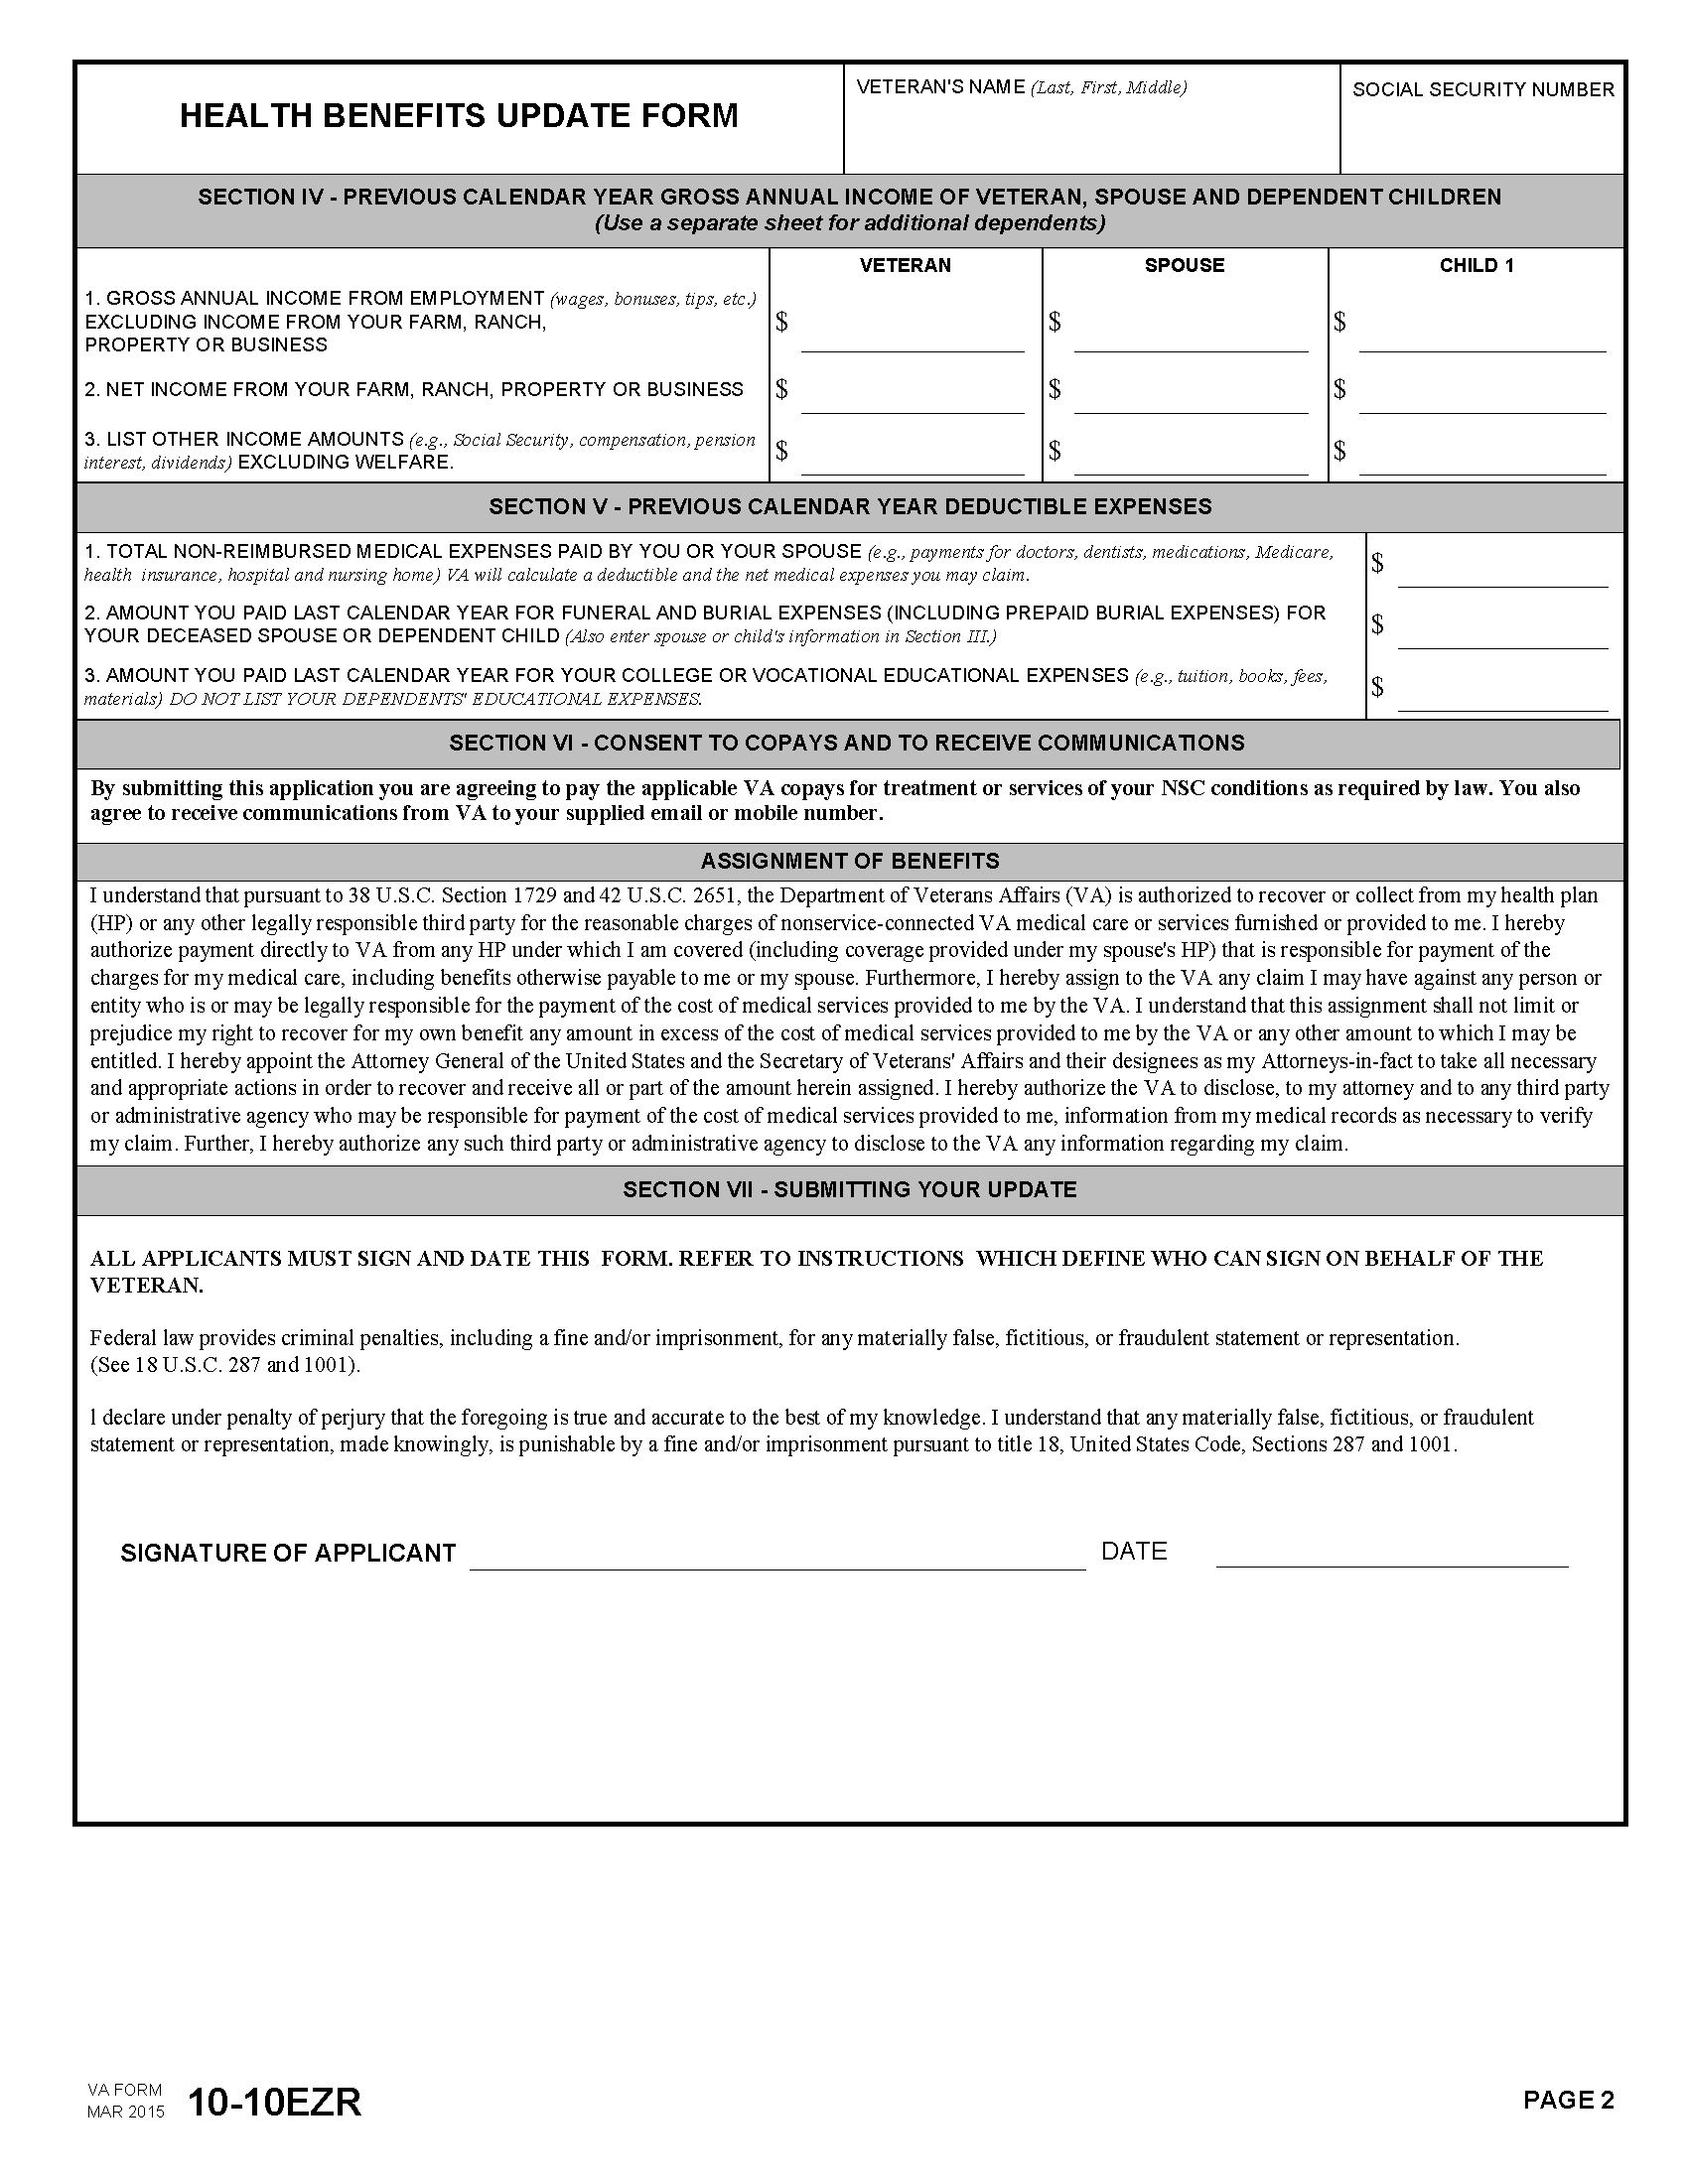 HEALTH BENEFITS UPDATE FORM
VETERAN'S NAME (Last, First, Middle)
SOCIAL SECURITY NUMBER
SECTION IV - PREVIOUS CALENDAR YEAR GROSS ANNUAL INCOME OF VETERAN, SPOUSE AND DEPENDENT CHILDREN
(Use a separate sheet for additional dependents)
VETERAN
SPOUSE
CHILD 1
1. GROSS ANNUAL INCOME FROM EMPLOYMENT (wages, bonuses, tips, etc.)
EXCLUDING INCOME FROM YOUR FARM, RANCH,
PROPERTY OR BUSINESS
$ $ $
2. NET INCOME FROM YOUR FARM, RANCH, PROPERTY OR BUSINESS
$ $ $
3. LIST OTHER INCOME AMOUNTS (e.g., Social Security, compensation, pension
interest, dividends) EXCLUDING WELFARE.
$ $ $
SECTION V - PREVIOUS CALENDAR YEAR DEDUCTIBLE EXPENSES
1. TOTAL NON-REIMBURSED MEDICAL EXPENSES PAID BY YOU OR YOUR SPOUSE (e.g., payments for doctors, dentists, medications, Medicare,
health insurance, hospital and nursing home) VA will calculate a deductible and the net medical expenses you may claim.
$
2. AMOUNT YOU PAID LAST CALENDAR YEAR FOR FUNERAL AND BURIAL EXPENSES (INCLUDING PREPAID BURIAL EXPENSES) FOR
YOUR DECEASED SPOUSE OR DEPENDENT CHILD (Also enter spouse or child's information in Section III.)
$
3. AMOUNT YOU PAID LAST CALENDAR YEAR FOR YOUR COLLEGE OR VOCATIONAL EDUCATIONAL EXPENSES (e.g., tuition, books, fees,
materials) DO NOT LIST YOUR DEPENDENTS' EDUCATIONAL EXPENSES.
$
SECTION VI - CONSENT TO COPAYS AND TO RECEIVE COMMUNICATIONS
By submitting this application you are agreeing to pay the applicable VA copays for treatment or services of your NSC conditions as required by law. You also
agree to receive communications from VA to your supplied email or mobile number.
ASSIGNMENT OF BENEFITS
I understand that pursuant to 38 U.S.C. Section 1729 and 42 U.S.C. 2651, the Department of Veterans Affairs (VA) is authorized to recover or collect from my health plan
(HP) or any other legally responsible third party for the reasonable charges of nonservice-connected VA medical care or services furnished or provided to me. I hereby
authorize payment directly to VA from any HP under which I am covered (including coverage provided under my spouse's HP) that is responsible for payment of the
charges for my medical care, including benefits otherwise payable to me or my spouse. Furthermore, I hereby assign to the VA any claim I may have against any person or
entity who is or may be legally responsible for the payment of the cost of medical services provided to me by the VA. I understand that this assignment shall not limit or
prejudice my right to recover for my own benefit any amount in excess of the cost of medical services provided to me by the VA or any other amount to which I may be
entitled. I hereby appoint the Attorney General of the United States and the Secretary of Veterans' Affairs and their designees as my Attorneys-in-fact to take all necessary
and appropriate actions in order to recover and receive all or part of the amount herein assigned. I hereby authorize the VA to disclose, to my attorney and to any third party
or administrative agency who may be responsible for payment of the cost of medical services provided to me, information from my medical records as necessary to verify
my claim. Further, I hereby authorize any such third party or administrative agency to disclose to the VA any information regarding my claim.
SECTION VII - SUBMITTING YOUR UPDATE
ALL APPLICANTS MUST SIGN AND DATE THIS FORM. REFER TO INSTRUCTIONS WHICH DEFINE WHO CAN SIGN ON BEHALF OF THE
VETERAN.
Federal law provides criminal penalties, including a fine and/or imprisonment, for any materially false, fictitious, or fraudulent statement or representation.
(See 18 U.S.C. 287 and 1001).
l declare under penalty of perjury that the foregoing is true and accurate to the best of my knowledge. I understand that any materially false, fictitious, or fraudulent
statement or representation, made knowingly, is punishable by a fine and/or imprisonment pursuant to title 18, United States Code, Sections 287 and 1001.
SIGNATURE OF APPLICANT
DATE
VA FORM
MAR 2015
10-10EZR
PAGE 2